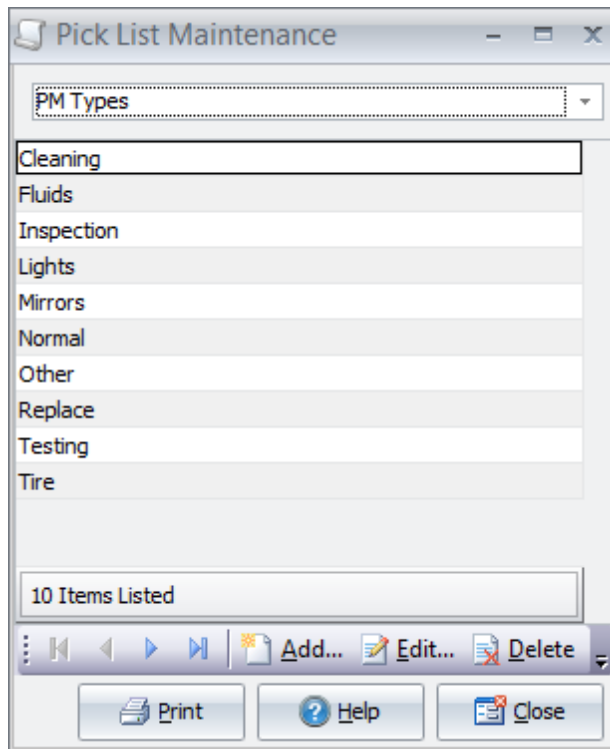 Pick List Maintenance
PM Types
Cleaning
Fluids
Inspection
Lights
Mirrors
Normal
Other
Replace
Testing
Tire
10 Items Listed
Add... Edit... Delete
Print Help Close